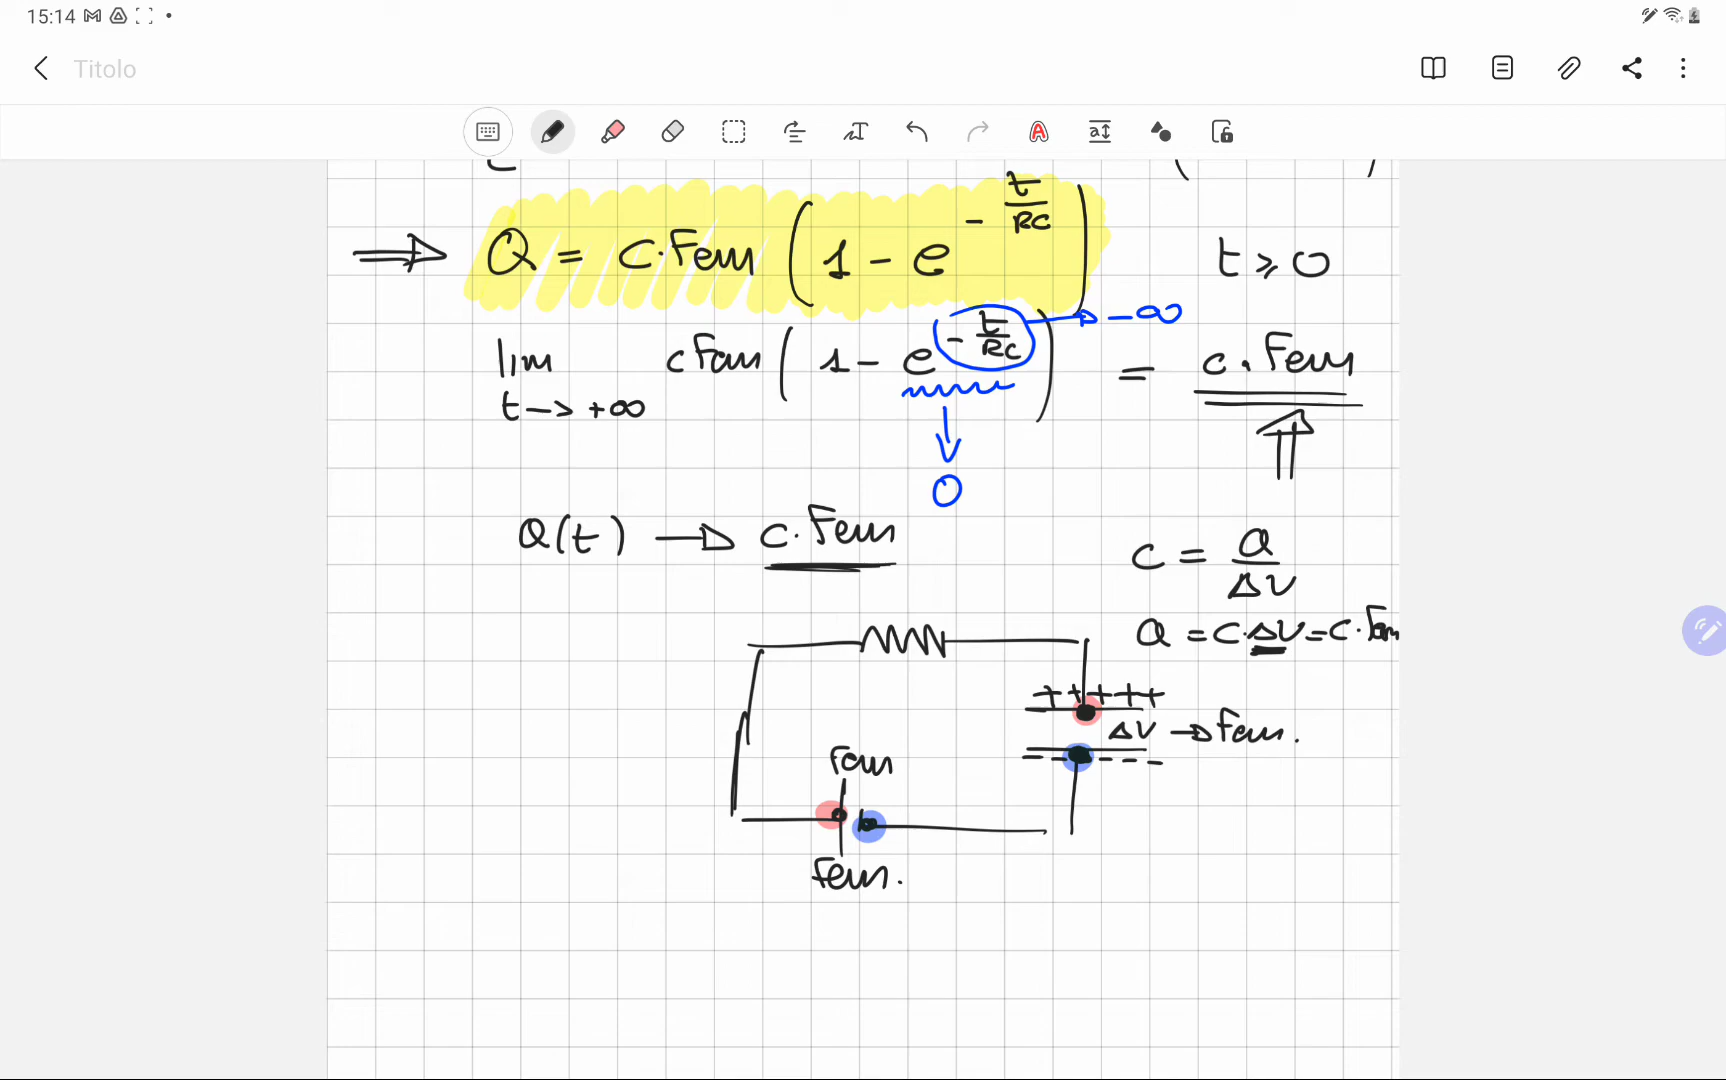 15:14
Titolo
⟹ Q = C·Fem (1 − e^(−t/RC)) t ≥ 0
lim t → +∞ CFem (1 − e^(−t/RC)) → −∞ = C·Fem
0
Q(t) → C·Fem
C = Q/ΔV
Q = C·ΔV = C·Fem
+ + + + +
ΔV → Fem.
− − − − −
Fem
Fem.